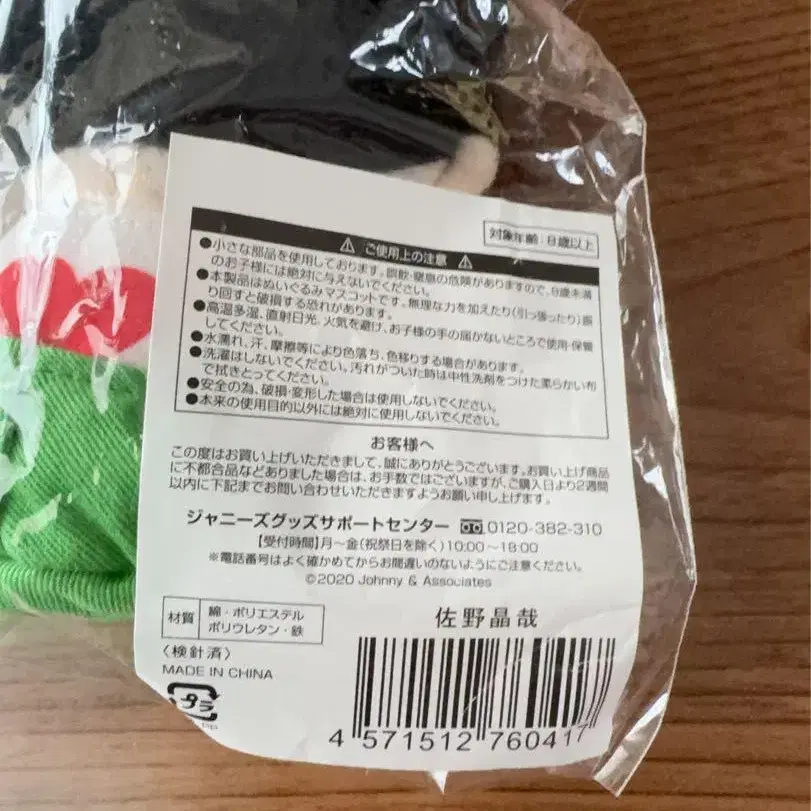 対象年齢:8歳以上
⚠ ご使用上の注意 ⚠
●小さな部品を使用しております。誤飲・窒息の危険がありますので、8歳未満
のお子様には絶対に与えないでください。
●本製品はぬいぐるみマスコットです。無理な力を加えたり(引っ張ったり)振
り回すと破損する恐れがあります。
●高温多湿、直射日光、火気を避け、お子様の手の届かないところで使用・保管
してください。
●水濡れ、汗、摩擦等により色落ち、色移りする場合があります。
●洗濯はしないでください。汚れがついた時は中性洗剤をつけた柔らかい布
で拭きとってください。
●安全の為、破損・変形した場合は使用しないでください。
●本来の使用目的以外には絶対に使用しないでください。
お客様へ
この度はお買い上げいただきまして、誠にありがとうございます。お買い上げ商品
に不都合品などありました場合は、お手数ではございますが、ご購入日より2週間
以内に下記までお問い合わせいただきますようお願い申し上げます。
ジャニーズグッズサポートセンター 0120-382-310
【受付時間】月~金(祝祭日を除く)10:00~18:00
※電話番号はよく確かめてからお間違いのないようにご注意ください。
©2020 Johnny & Associates
材質 綿・ポリエステル
ポリウレタン・鉄
佐野晶哉
〈検針済〉
MADE IN CHINA
プラ
PP
4 571512 760417